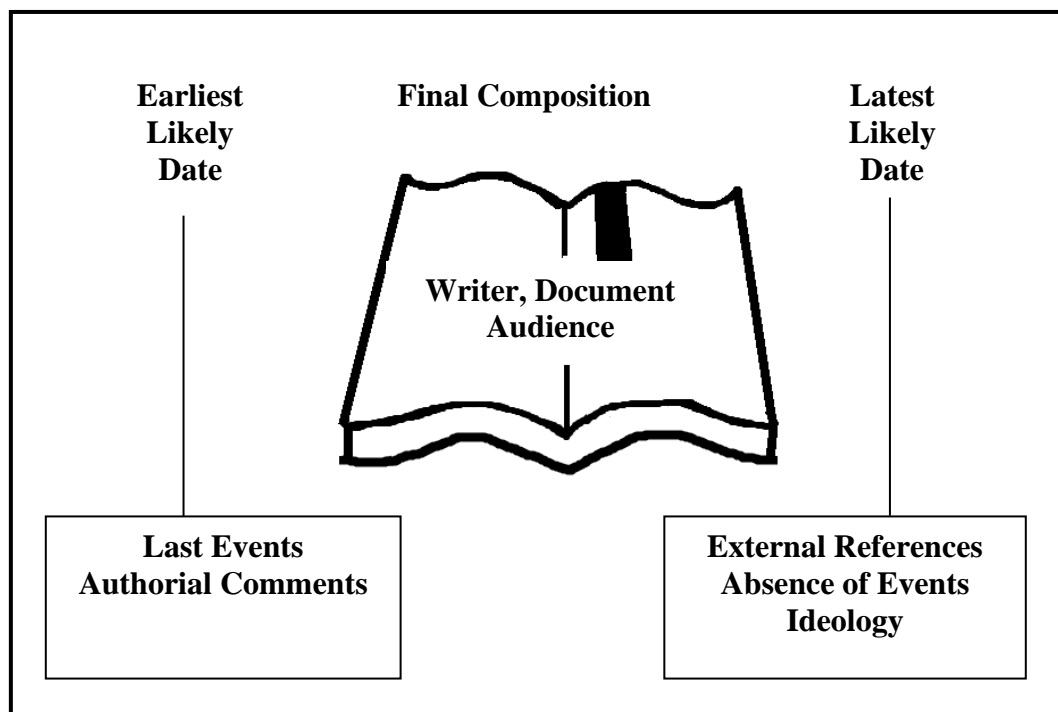 Earliest
Likely
Date
Final Composition
Latest
Likely
Date
Writer, Document
Audience
Last Events
Authorial Comments
External References
Absence of Events
Ideology